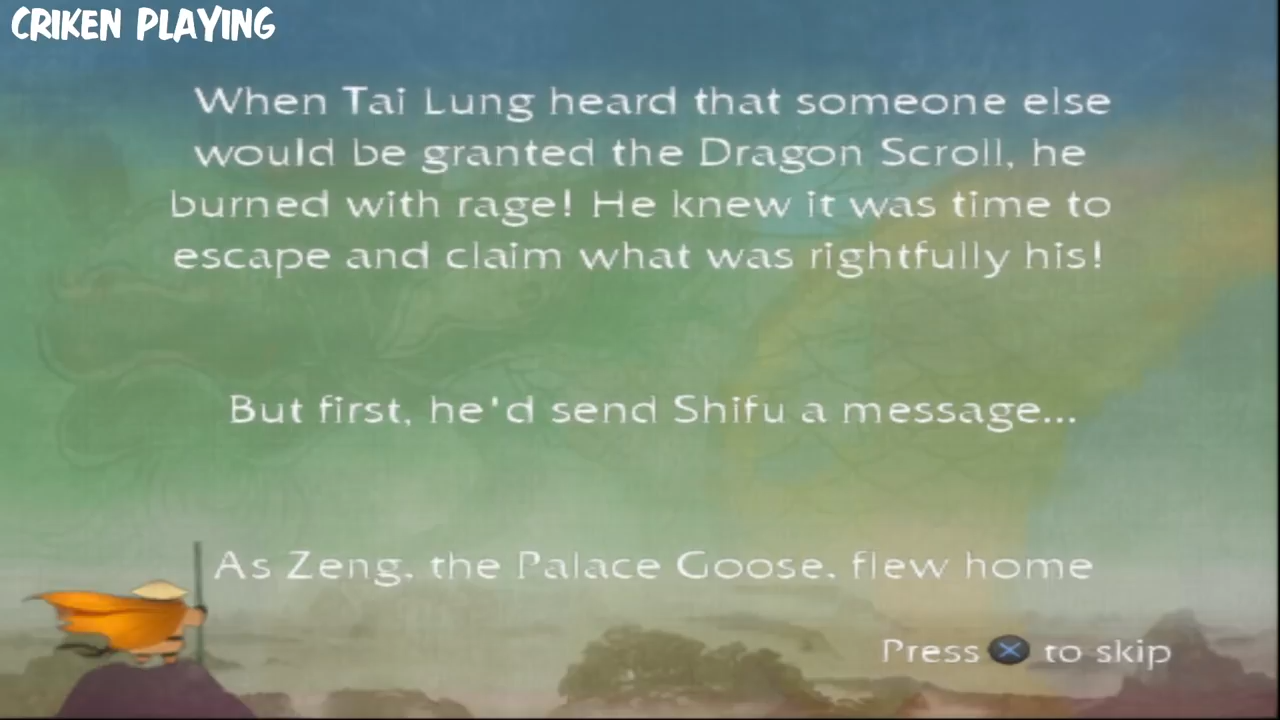 CRIKEN PLAYING
When Tai Lung heard that someone else
would be granted the Dragon Scroll, he
burned with rage! He knew it was time to
escape and claim what was rightfully his!
But first, he'd send Shifu a message...
As Zeng, the Palace Goose, flew home
Press to skip